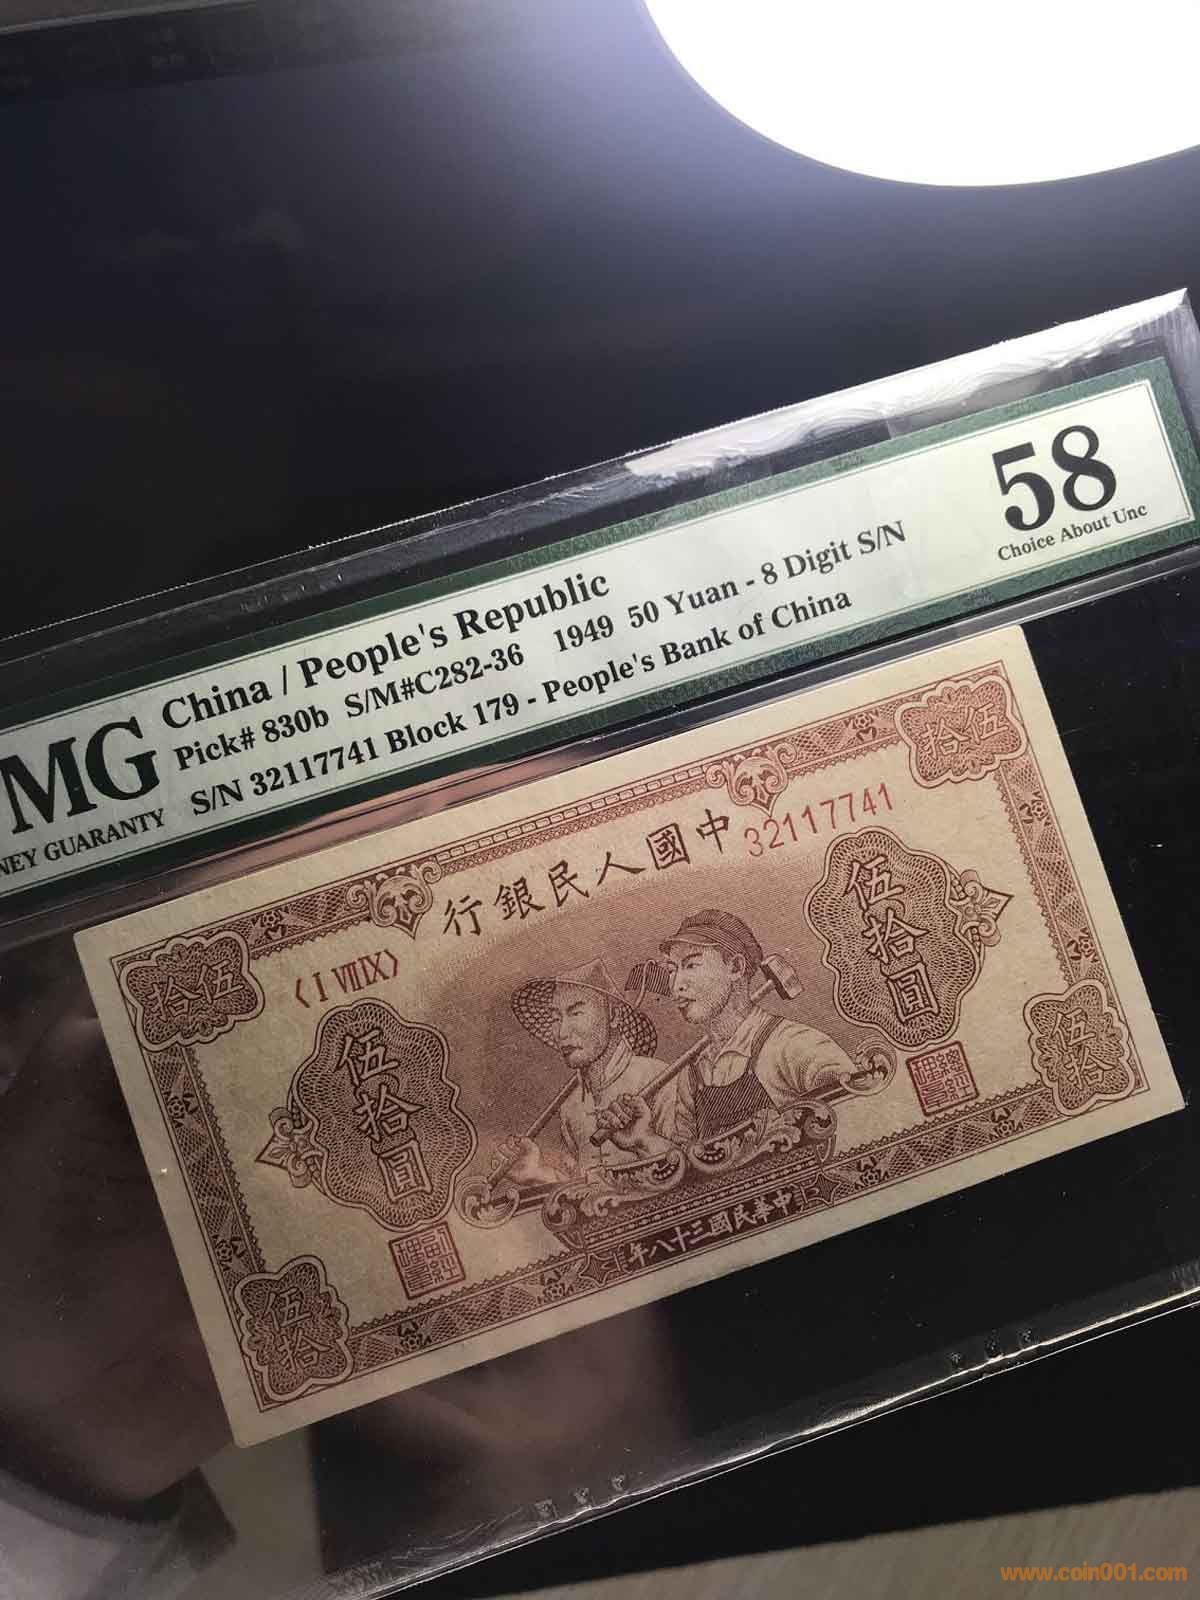 MG
NEY GUARANTY
China / People's Republic
Pick# 830b S/M#C282-36 1949 50 Yuan - 8 Digit S/N
S/N 32117741 Block 179 - People's Bank of China
58
Choice About Unc
行銀民人國中
32117741
〈I VII IX〉
拾伍
拾伍
伍拾圓
伍拾圓
伍拾
伍拾
年八十三國民華中
www.coin001.com